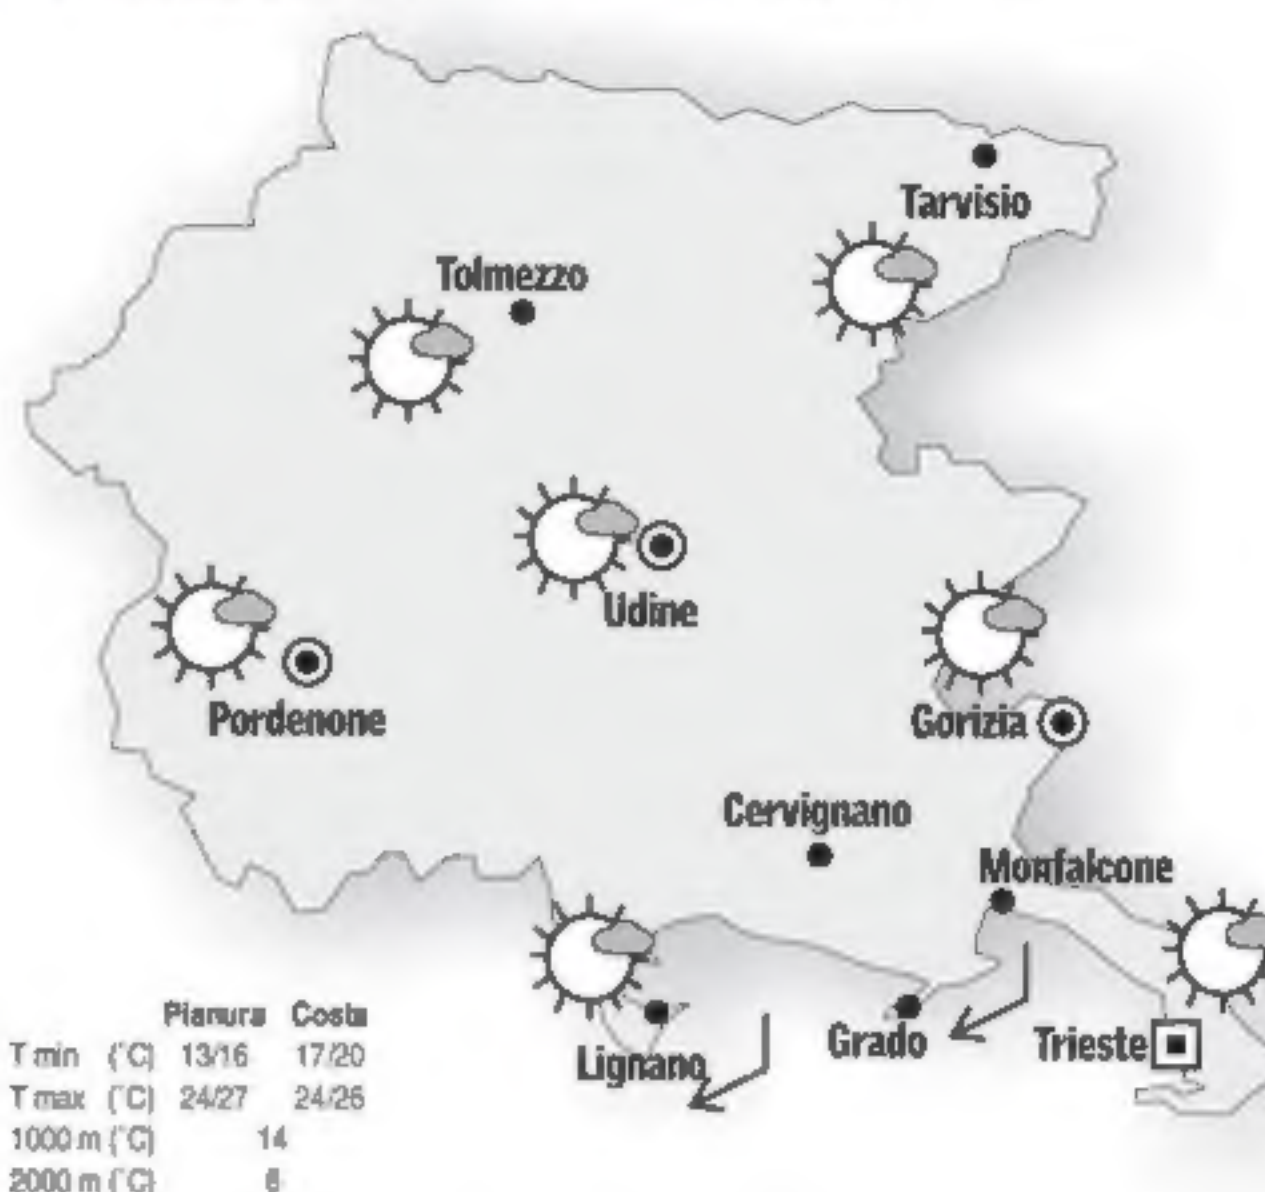 Tarvisio
Tolmezzo
Udine
Pordenone
Gorizia
Cervignano
Monfalcone
Grado
Trieste
Lignano
Pianura Costa
T min (°C) 13/16 17/20
T max (°C) 24/27 24/26
1000 m (°C) 14
2000 m (°C)